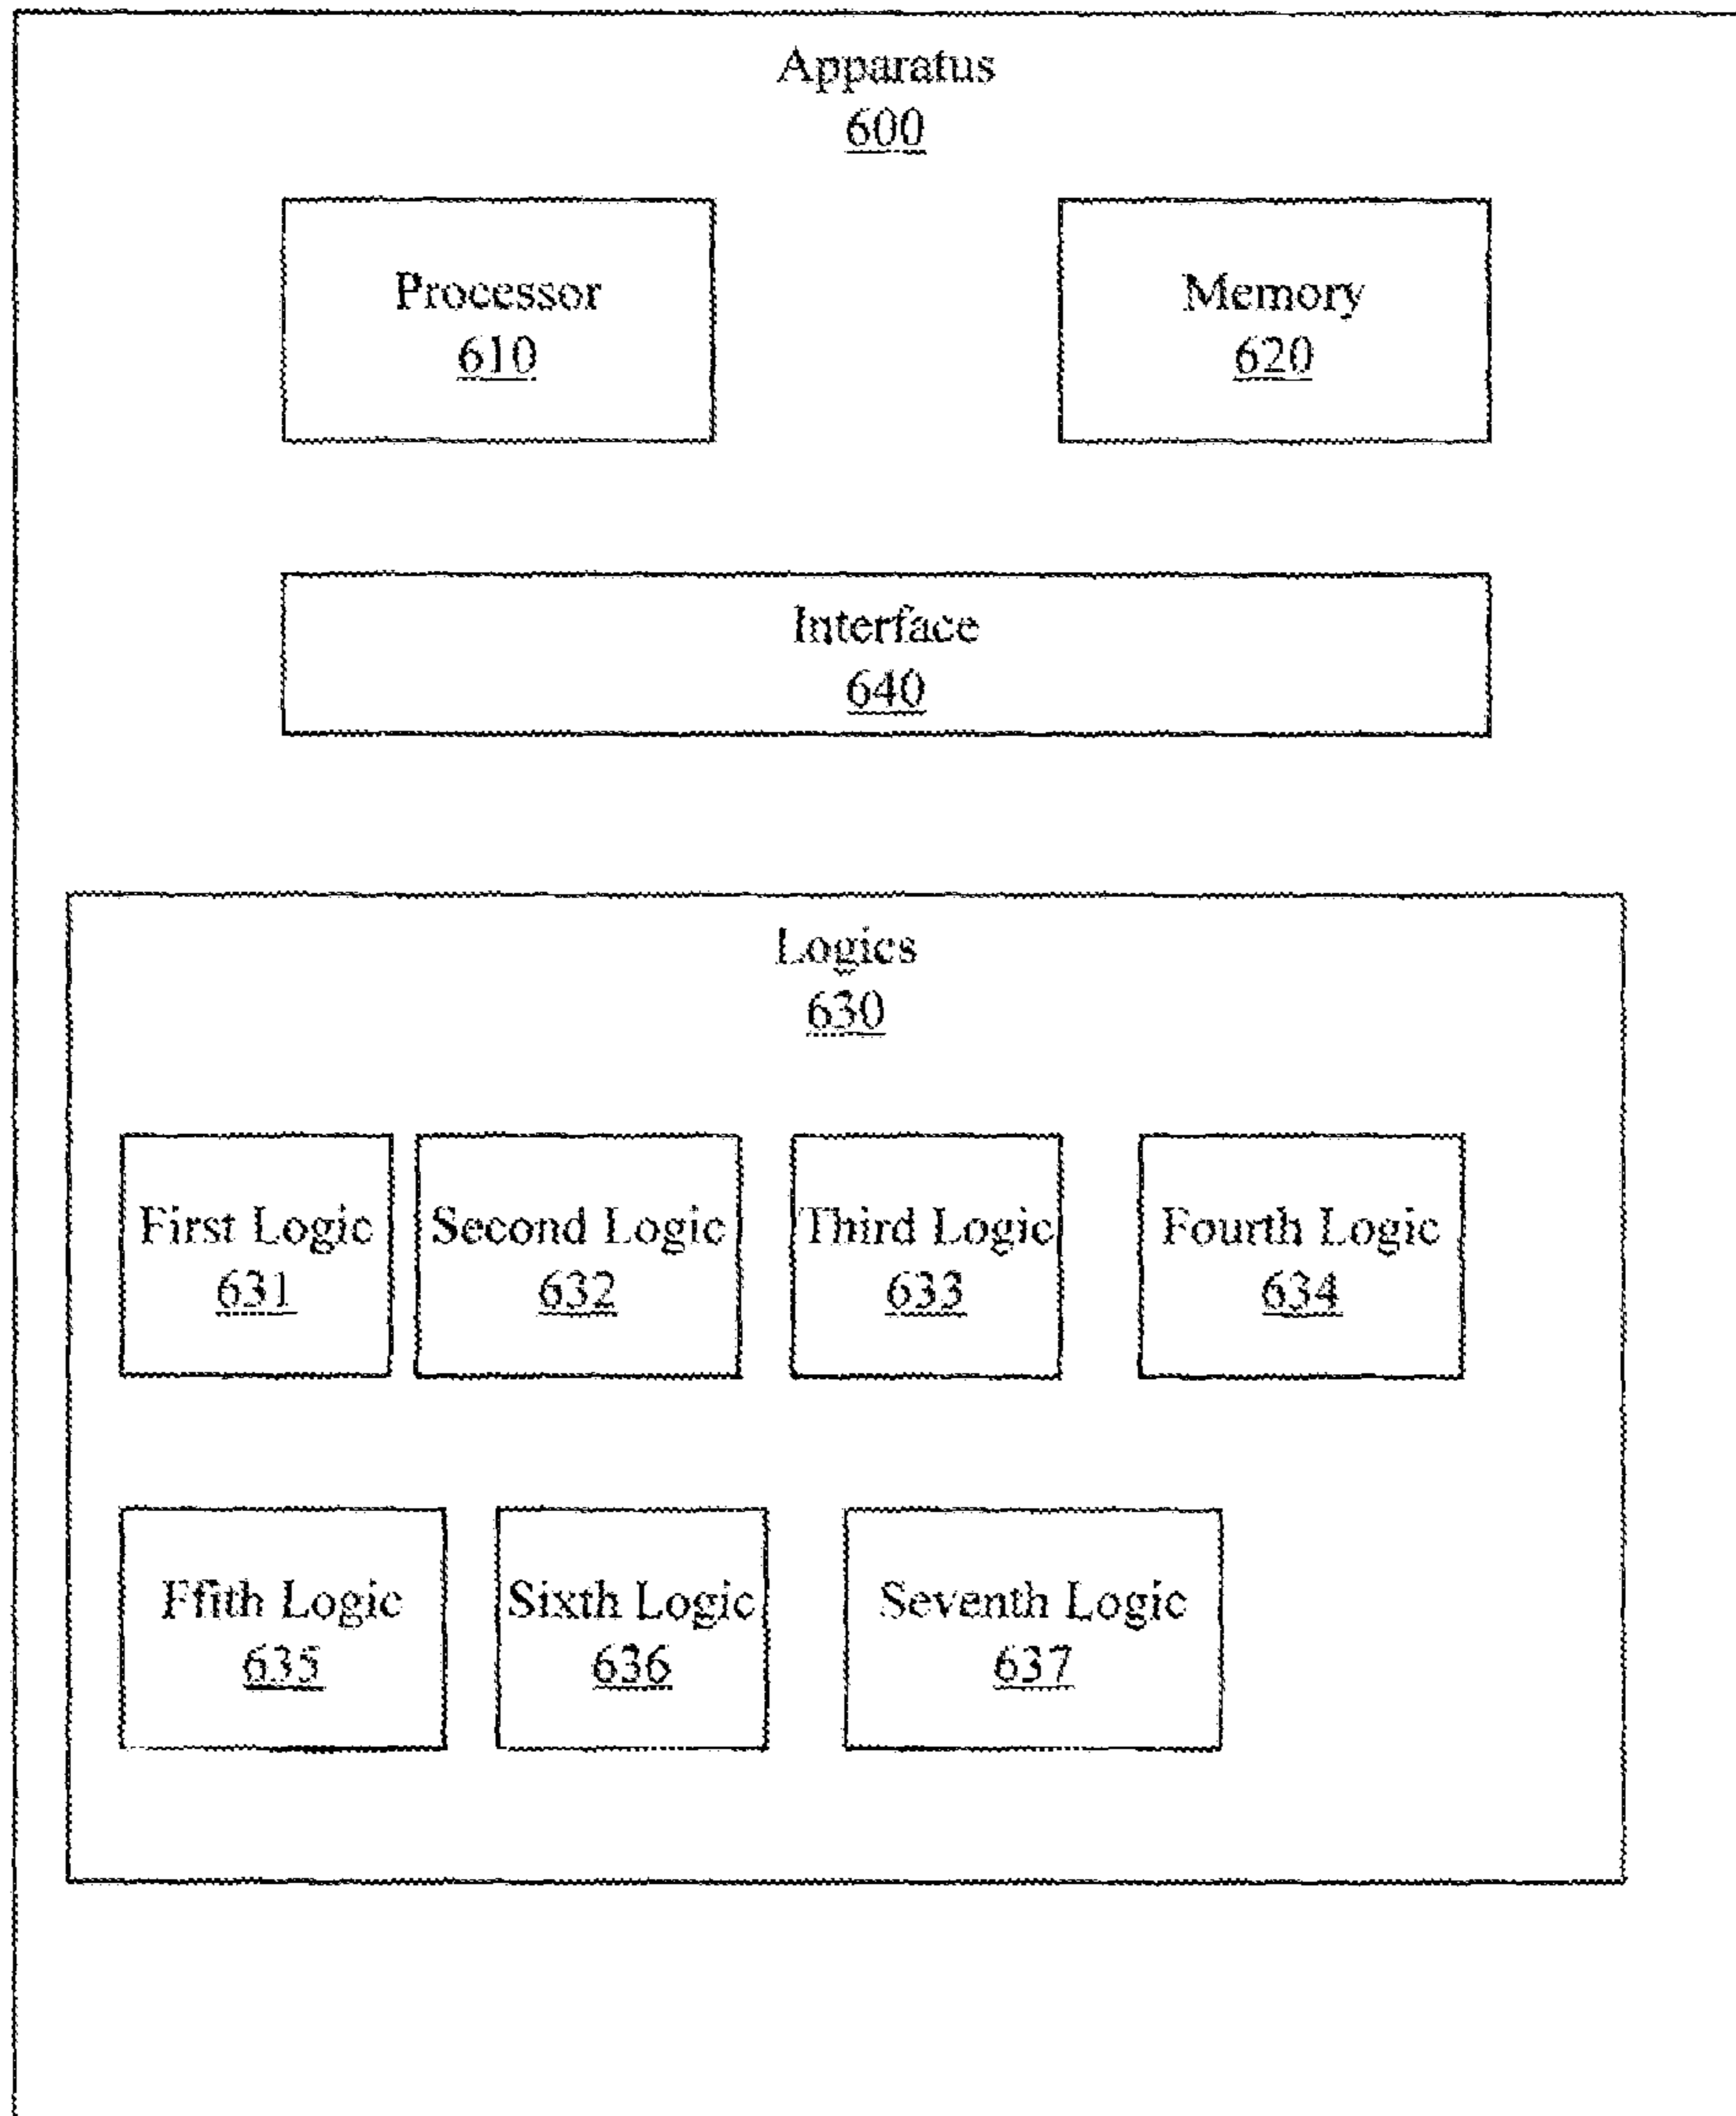 Apparatus
600
Processor
610
Memory
620
Interface
640
Logics
630
First Logic
631
Second Logic
632
Third Logic
633
Fourth Logic
634
Ffith Logic
635
Sixth Logic
636
Seventh Logic
637